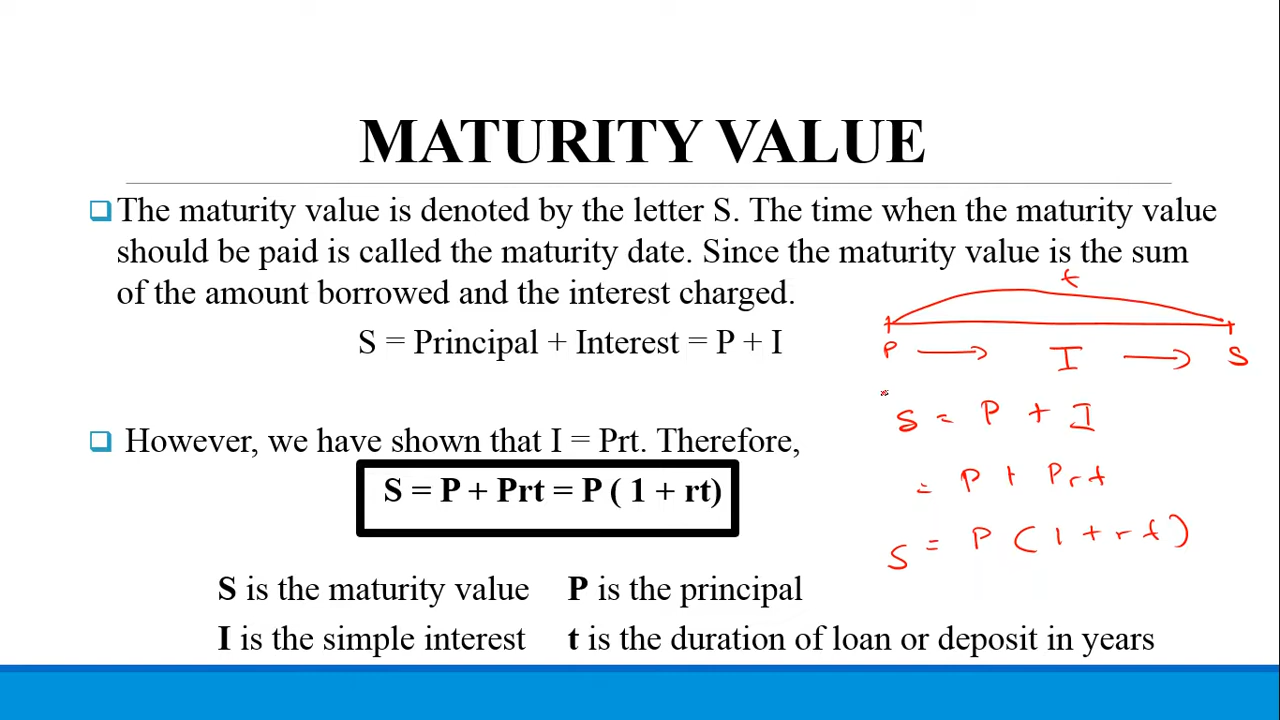 MATURITY VALUE
The maturity value is denoted by the letter S. The time when the maturity value
should be paid is called the maturity date. Since the maturity value is the sum
of the amount borrowed and the interest charged.
S = Principal + Interest = P + I
However, we have shown that I = Prt. Therefore,
S = P + Prt = P ( 1 + rt)
S is the maturity value P is the principal
I is the simple interest t is the duration of loan or deposit in years
t
P → I → S
S = P + I
= P + Prt
S = P (1 + rt)